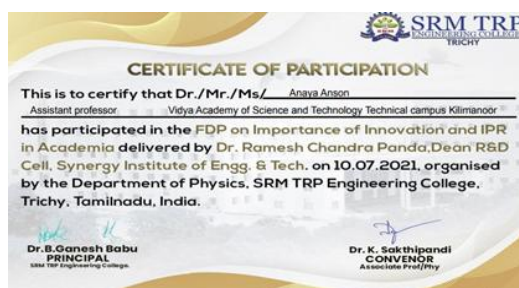 SRM TRP
ENGINEERING COLLEGE
TRICHY
CERTIFICATE OF PARTICIPATION
This is to certify that Dr./Mr./Ms/ Anaya Anson
Assistant professor Vidya Academy of Science and Technology Technical campus Kilimanoor
has participated in the FDP on Importance of Innovation and IPR
in Academia delivered by Dr. Ramesh Chandra Panda,Dean R&D
Cell, Synergy Institute of Engg. & Tech. on 10.07.2021, organised
by the Department of Physics, SRM TRP Engineering College,
Trichy, Tamilnadu, India.
Dr.B.Ganesh Babu
PRINCIPAL
SRM TRP Engineering College.
Dr. K. Sakthipandi
CONVENOR
Associate Prof/Phy